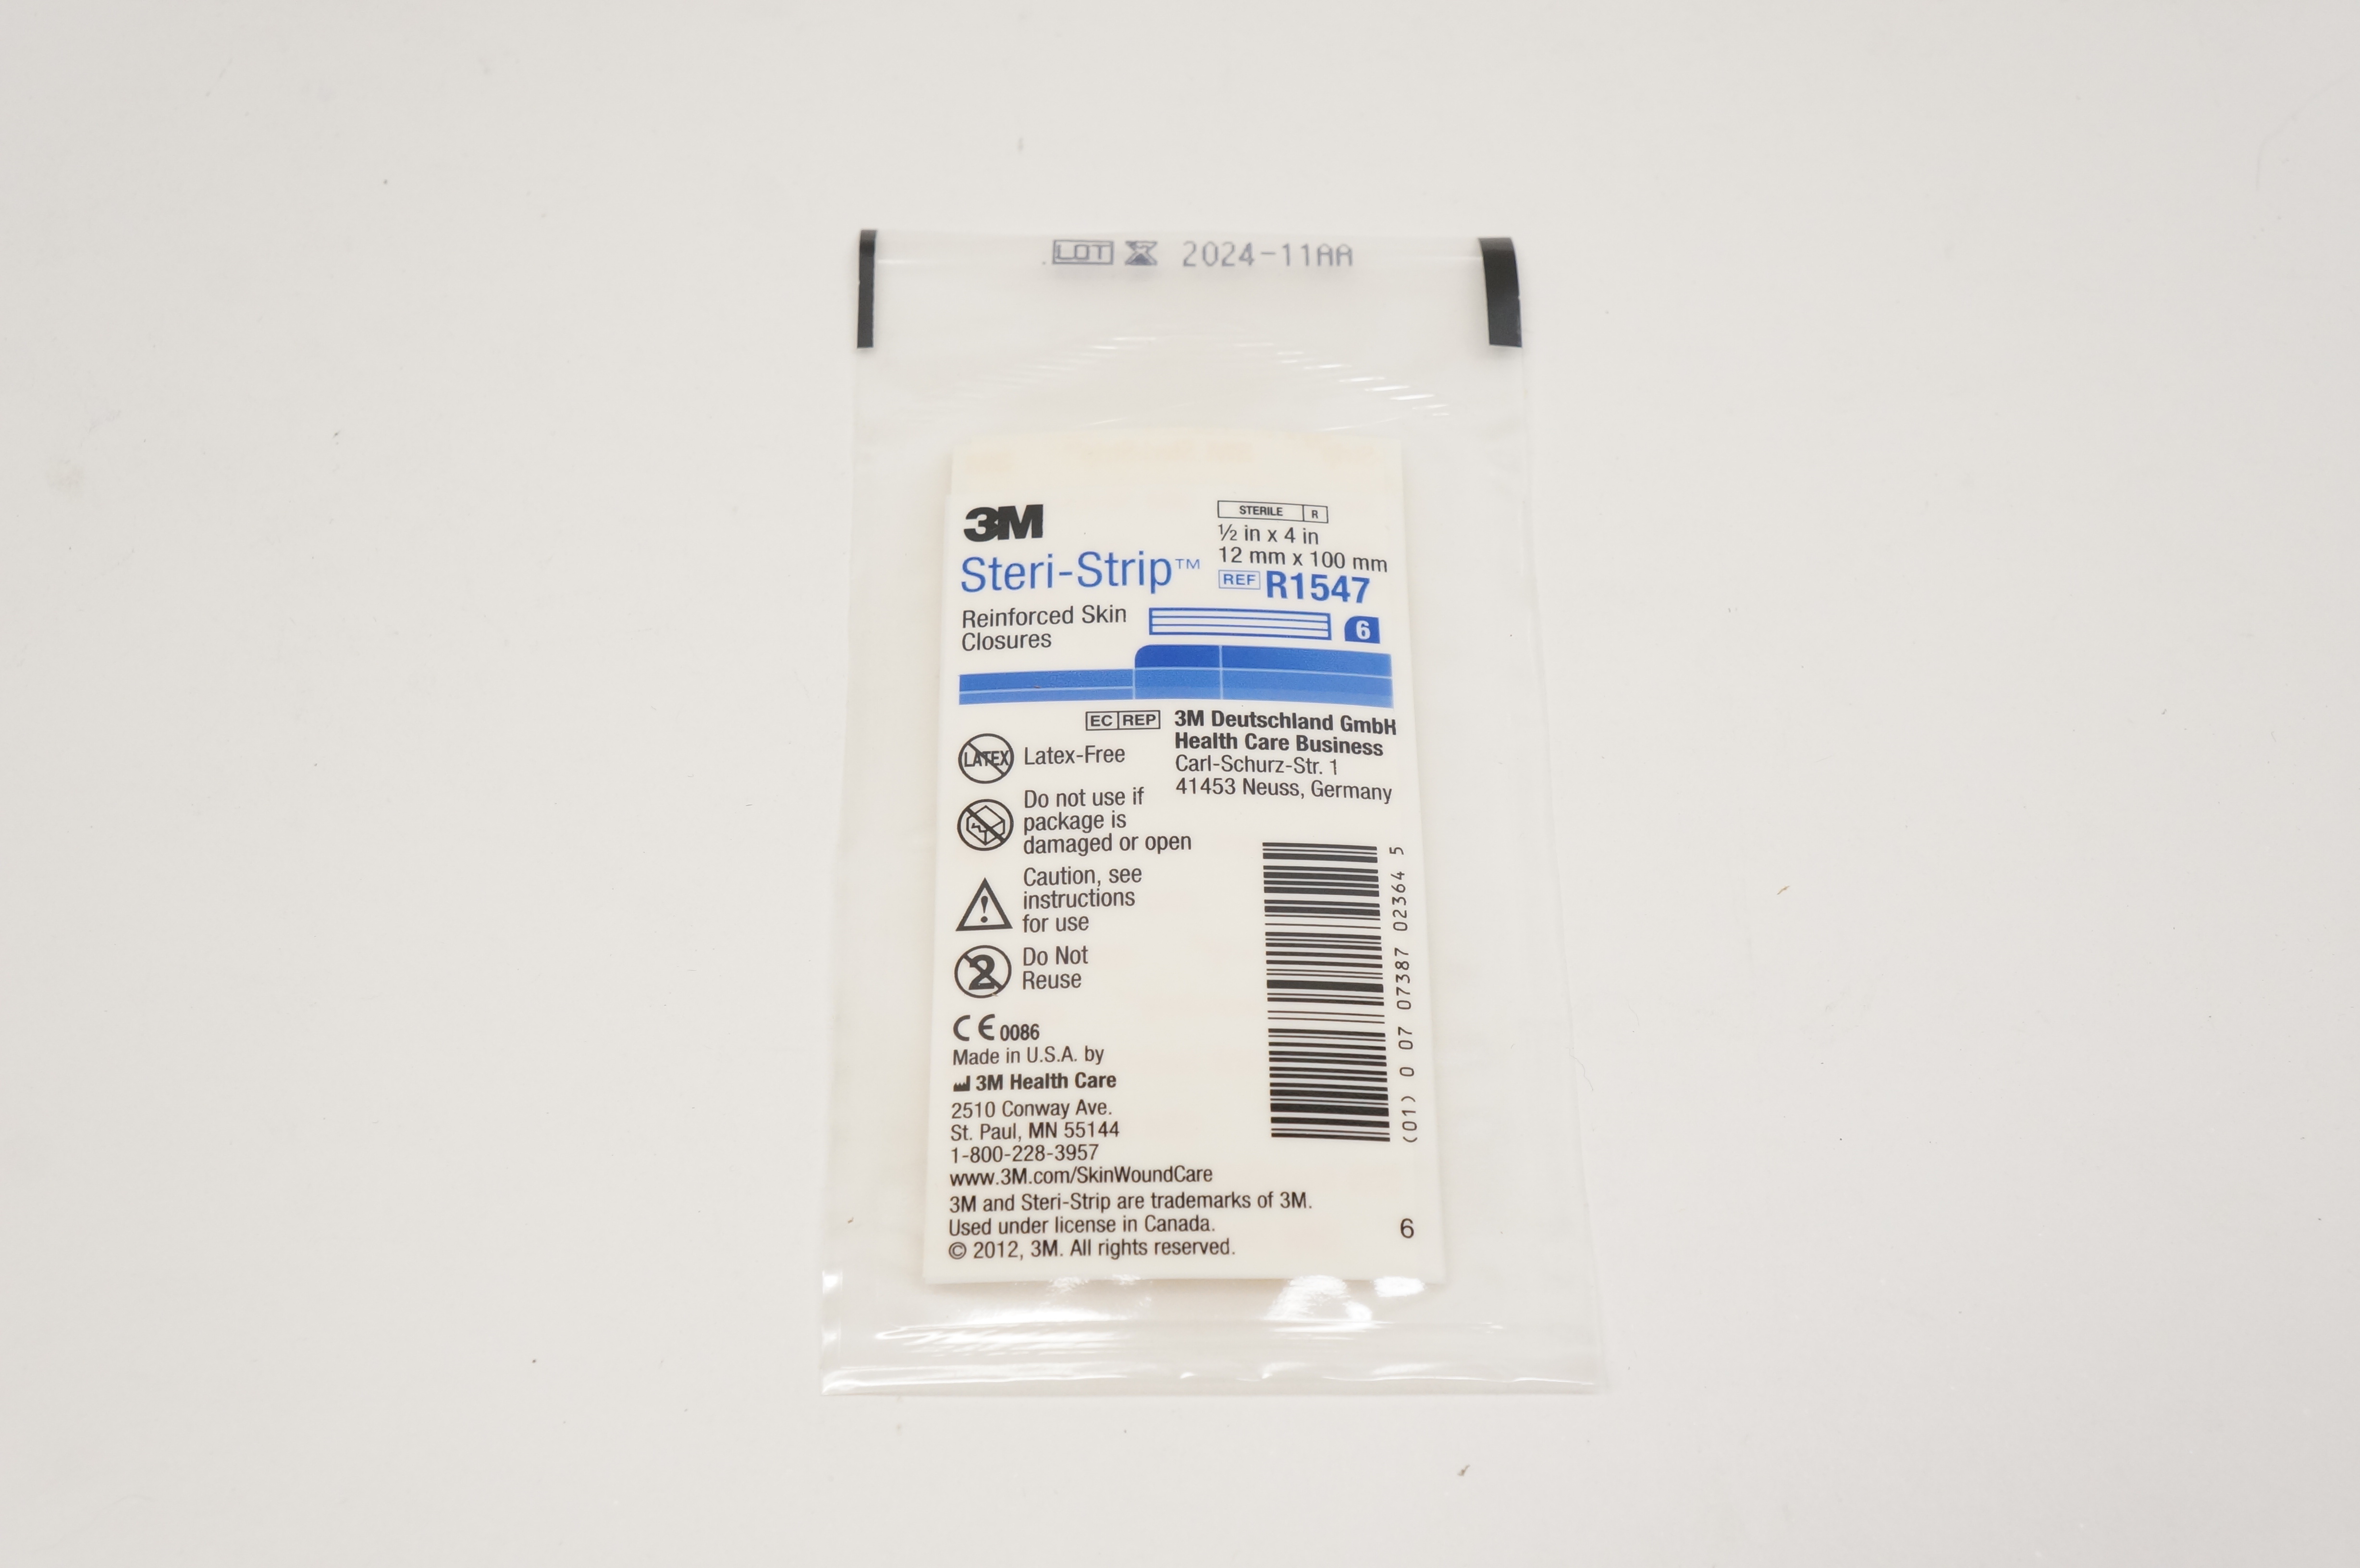 LOT 2024-11AA
3M
Steri-Strip™
Reinforced Skin
Closures
STERILE R
½ in x 4 in
12 mm x 100 mm
REF R1547
6
EC REP
3M Deutschland GmbH
Health Care Business
Carl-Schurz-Str. 1
41453 Neuss, Germany
LATEX Latex-Free
Do not use if
package is
damaged or open
Caution, see
instructions
for use
2 Do Not
Reuse
CE 0086
Made in U.S.A. by
3M Health Care
2510 Conway Ave.
St. Paul, MN 55144
1-800-228-3957
www.3M.com/SkinWoundCare
3M and Steri-Strip are trademarks of 3M.
Used under license in Canada.
© 2012, 3M. All rights reserved.
6
(01) 0 07 07387 02364 5